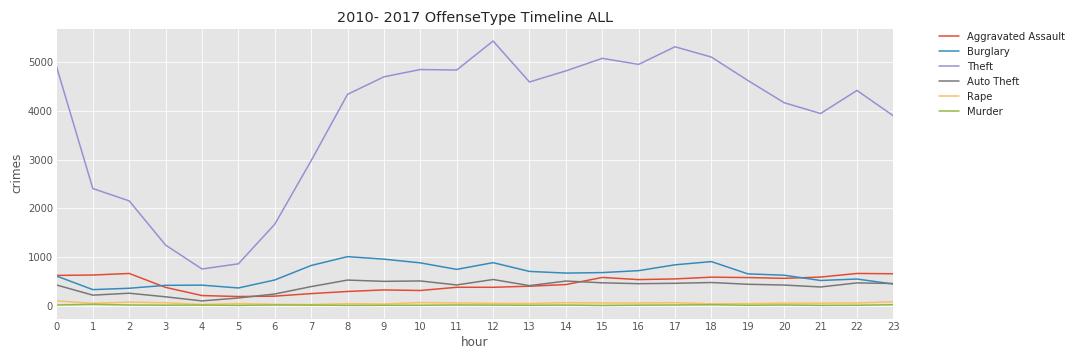 2010- 2017 OffenseType Timeline ALL
Aggravated Assault
Burglary
Theft
Auto Theft
Rape
Murder
crimes
5000
4000
3000
2000
1000
0
0 1 2 3 4 5 6 7 8 9 10 11 12 13 14 15 16 17 18 19 20 21 22 23
hour